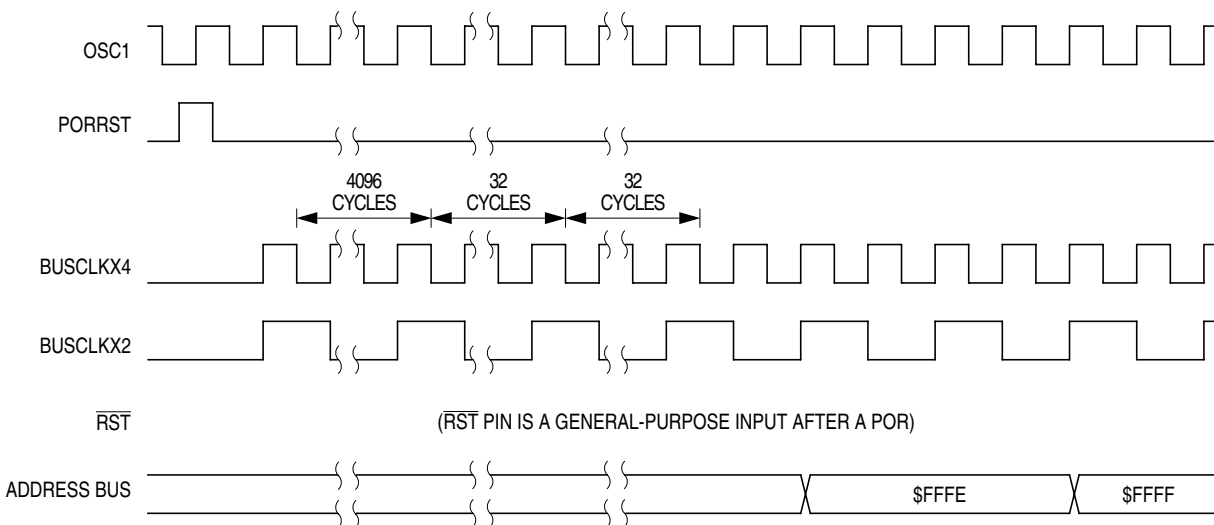 OSC1
PORRST
4096
CYCLES
32
CYCLES
32
CYCLES
BUSCLKX4
BUSCLKX2
RST
(RST PIN IS A GENERAL-PURPOSE INPUT AFTER A POR)
ADDRESS BUS
$FFFE
$FFFF